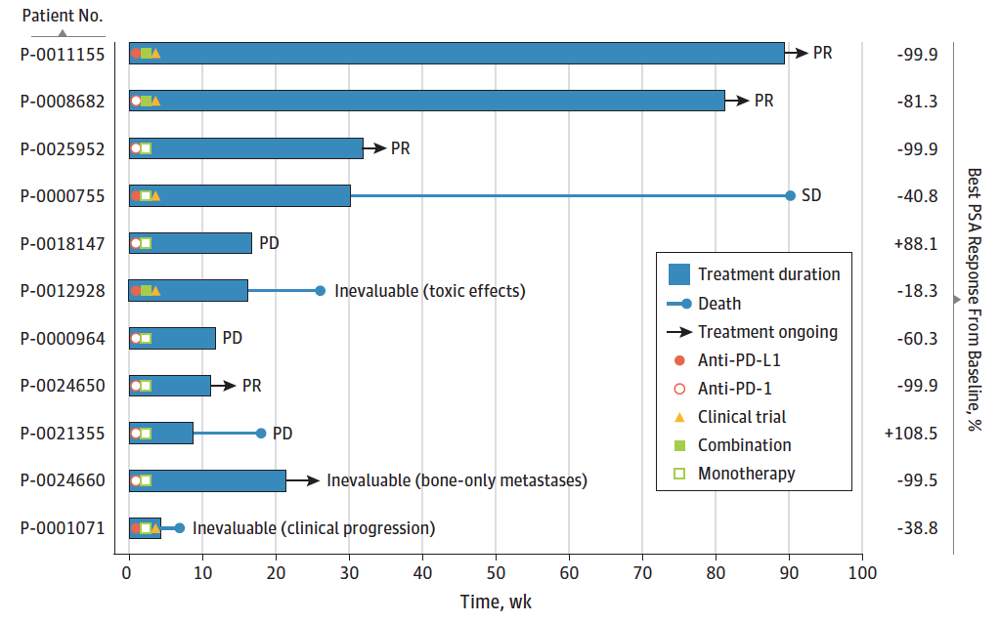 Patient No.
P-0011155 PR -99.9
P-0008682 PR -81.3
P-0025952 PR -99.9
P-0000755 SD -40.8
P-0018147 PD +88.1
P-0012928 Inevaluable (toxic effects) -18.3
P-0000964 PD -60.3
P-0024650 PR -99.9
P-0021355 PD +108.5
P-0024660 Inevaluable (bone-only metastases) -99.5
P-0001071 Inevaluable (clinical progression) -38.8
Treatment duration
Death
Treatment ongoing
Anti-PD-L1
Anti-PD-1
Clinical trial
Combination
Monotherapy
Best PSA Response From Baseline, %
0 10 20 30 40 50 60 70 80 90 100
Time, wk